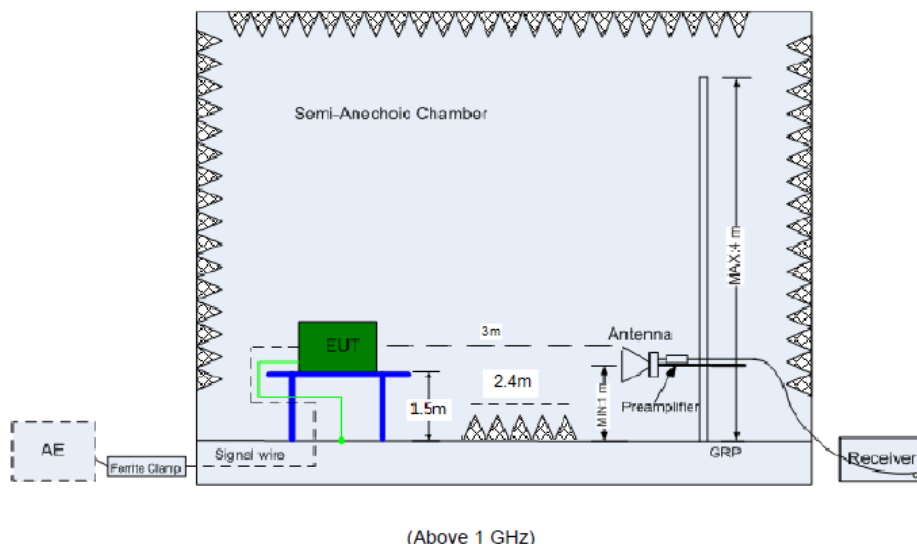 Semi-Anechoic Chamber
MAX:4 m
3m
Antenna
EUT
2.4m
1.5m
MIN:1 m
Preamplifier
AE
Ferrite Clamp
Signal wire
GRP
Receiver
(Above 1 GHz)